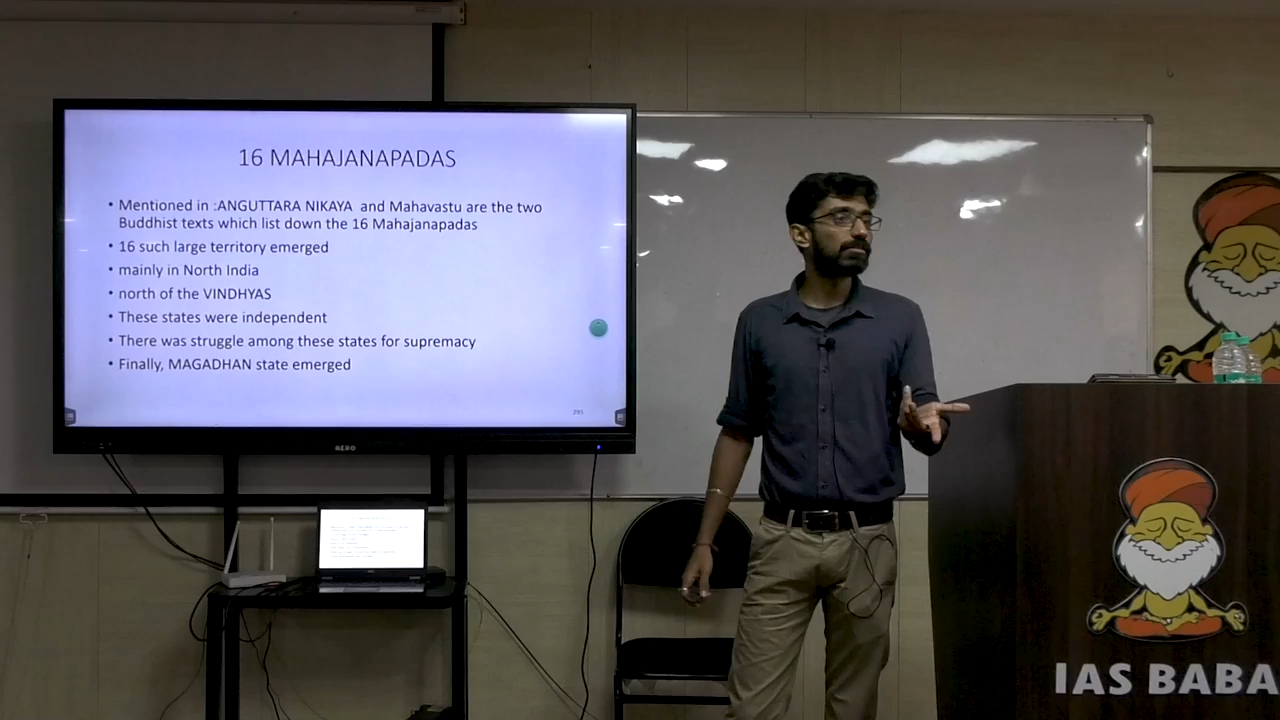 16 MAHAJANAPADAS
• Mentioned in :ANGUTTARA NIKAYA and Mahavastu are the two
Buddhist texts which list down the 16 Mahajanapadas
• 16 such large territory emerged
• mainly in North India
• north of the VINDHYAS
• These states were independent
• There was struggle among these states for supremacy
• Finally, MAGADHAN state emerged
295
AERO
IAS BABA